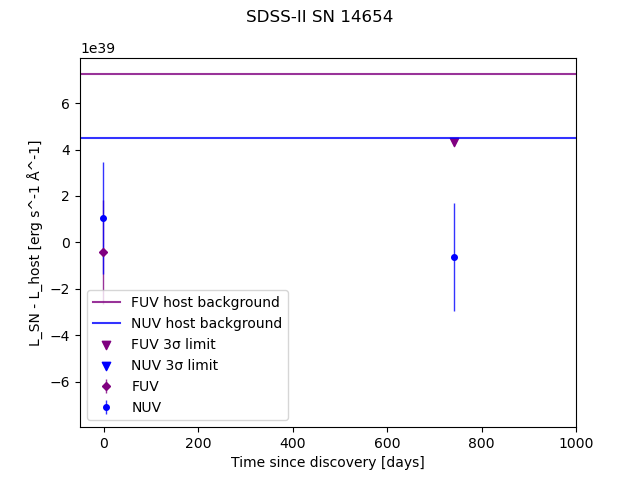 SDSS-II SN 14654
1e39
6
4
2
0
−2
−4
−6
L_SN - L_host [erg s^-1 Å^-1]
FUV host background
NUV host background
FUV 3σ limit
NUV 3σ limit
FUV
NUV
0 200 400 600 800 1000
Time since discovery [days]